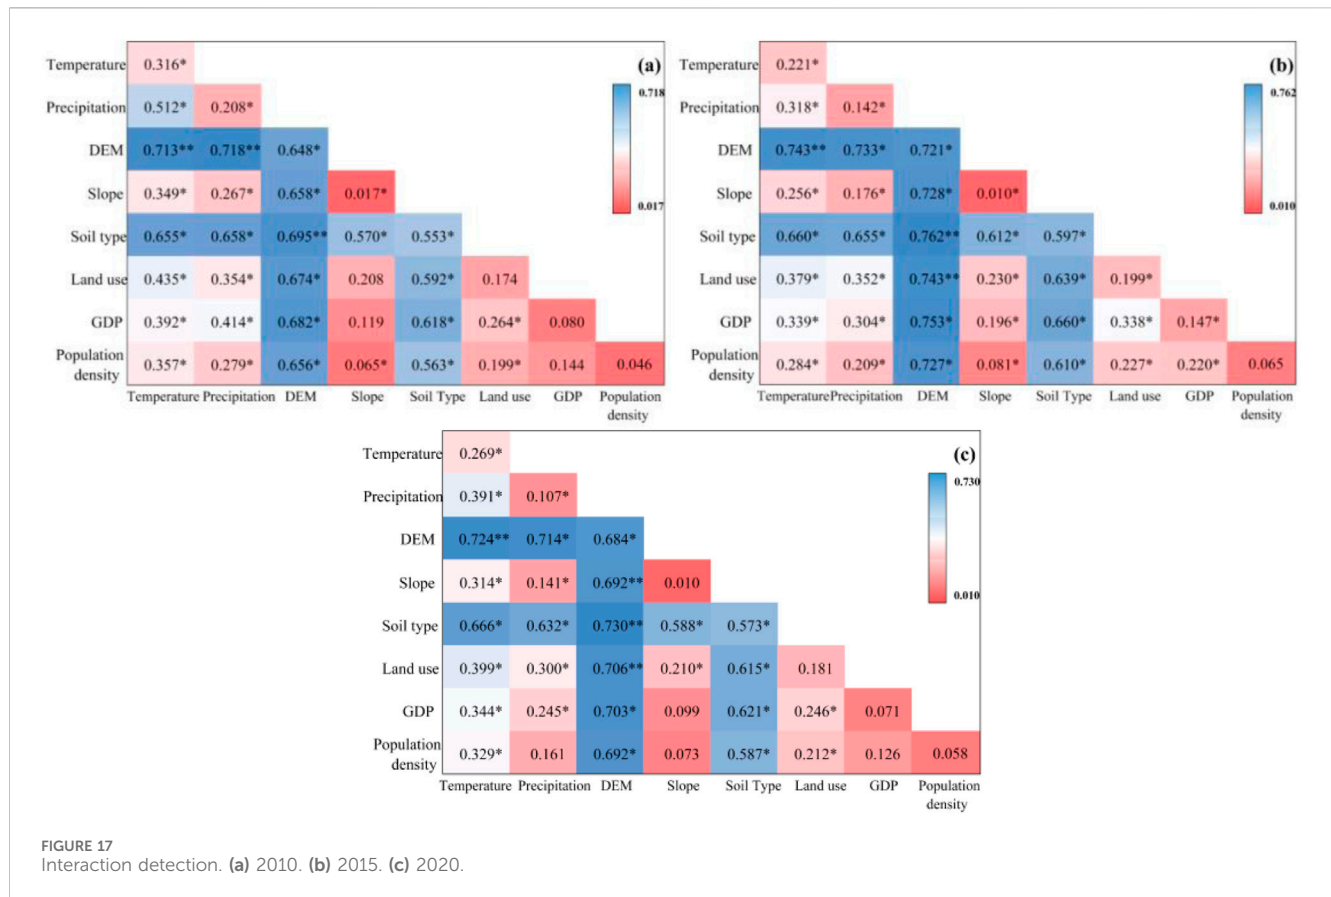 (a)
Temperature 0.316*
Precipitation 0.512* 0.208*
DEM 0.713** 0.718** 0.648*
Slope 0.349* 0.267* 0.658* 0.017*
Soil type 0.655* 0.658* 0.695** 0.570* 0.553*
Land use 0.435* 0.354* 0.674* 0.208 0.592* 0.174
GDP 0.392* 0.414* 0.682* 0.119 0.618* 0.264* 0.080
Population
density 0.357* 0.279* 0.656* 0.065* 0.563* 0.199* 0.144 0.046
Temperature Precipitation DEM Slope Soil Type Land use GDP Population
density
0.718
0.017
(b)
Temperature 0.221*
Precipitation 0.318* 0.142*
DEM 0.743** 0.733* 0.721*
Slope 0.256* 0.176* 0.728* 0.010*
Soil type 0.660* 0.655* 0.762** 0.612* 0.597*
Land use 0.379* 0.352* 0.743** 0.230* 0.639* 0.199*
GDP 0.339* 0.304* 0.753* 0.196* 0.660* 0.338* 0.147*
Population
density 0.284* 0.209* 0.727* 0.081* 0.610* 0.227* 0.220* 0.065
Temperature Precipitation DEM Slope Soil Type Land use GDP Population
density
0.762
0.010
(c)
Temperature 0.269*
Precipitation 0.391* 0.107*
DEM 0.724** 0.714* 0.684*
Slope 0.314* 0.141* 0.692** 0.010
Soil type 0.666* 0.632* 0.730** 0.588* 0.573*
Land use 0.399* 0.300* 0.706** 0.210* 0.615* 0.181
GDP 0.344* 0.245* 0.703* 0.099 0.621* 0.246* 0.071
Population
density 0.329* 0.161 0.692* 0.073 0.587* 0.212* 0.126 0.058
Temperature Precipitation DEM Slope Soil Type Land use GDP Population
density
0.730
0.010
FIGURE 17
Interaction detection. (a) 2010. (b) 2015. (c) 2020.